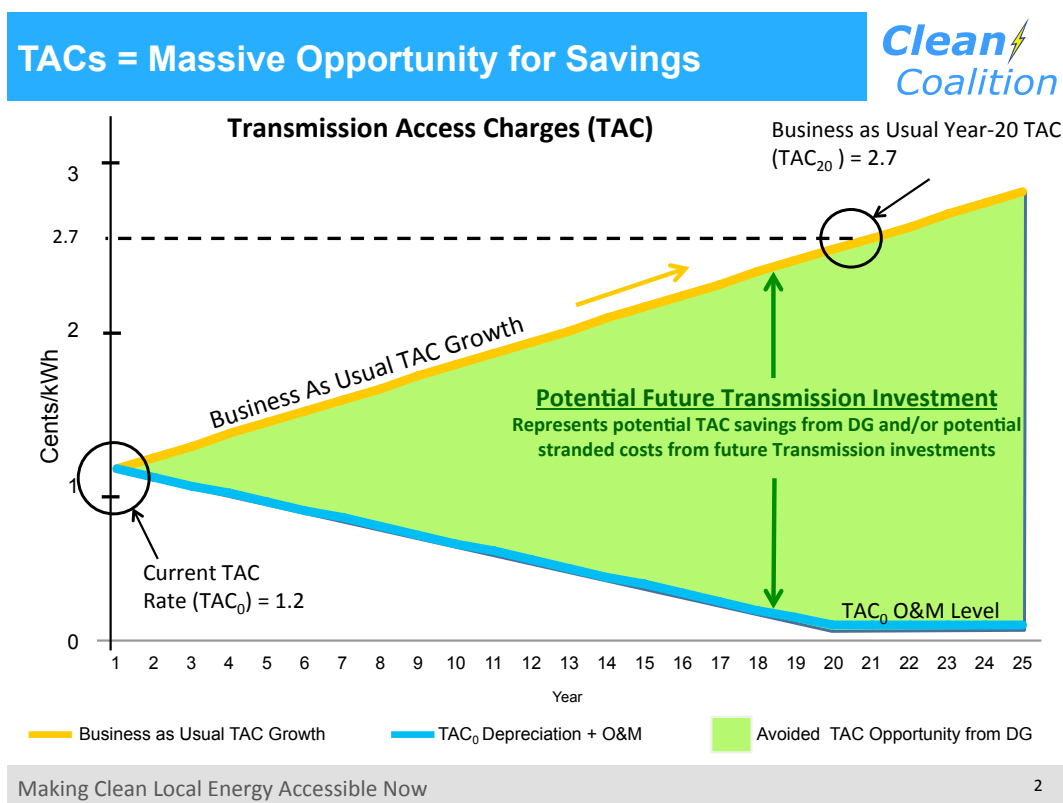 TACs = Massive Opportunity for Savings
Clean
Coalition
Transmission Access Charges (TAC)
Business as Usual Year-20 TAC
(TAC₂₀ ) = 2.7
3
2.7
2
1
0
Cents/kWh
Business As Usual TAC Growth
Potential Future Transmission Investment
Represents potential TAC savings from DG and/or potential
stranded costs from future Transmission investments
Current TAC
Rate (TAC₀) = 1.2
TAC₀ O&M Level
1 2 3 4 5 6 7 8 9 10 11 12 13 14 15 16 17 18 19 20 21 22 23 24 25
Year
Business as Usual TAC Growth
TAC₀ Depreciation + O&M
Avoided TAC Opportunity from DG
Making Clean Local Energy Accessible Now
2